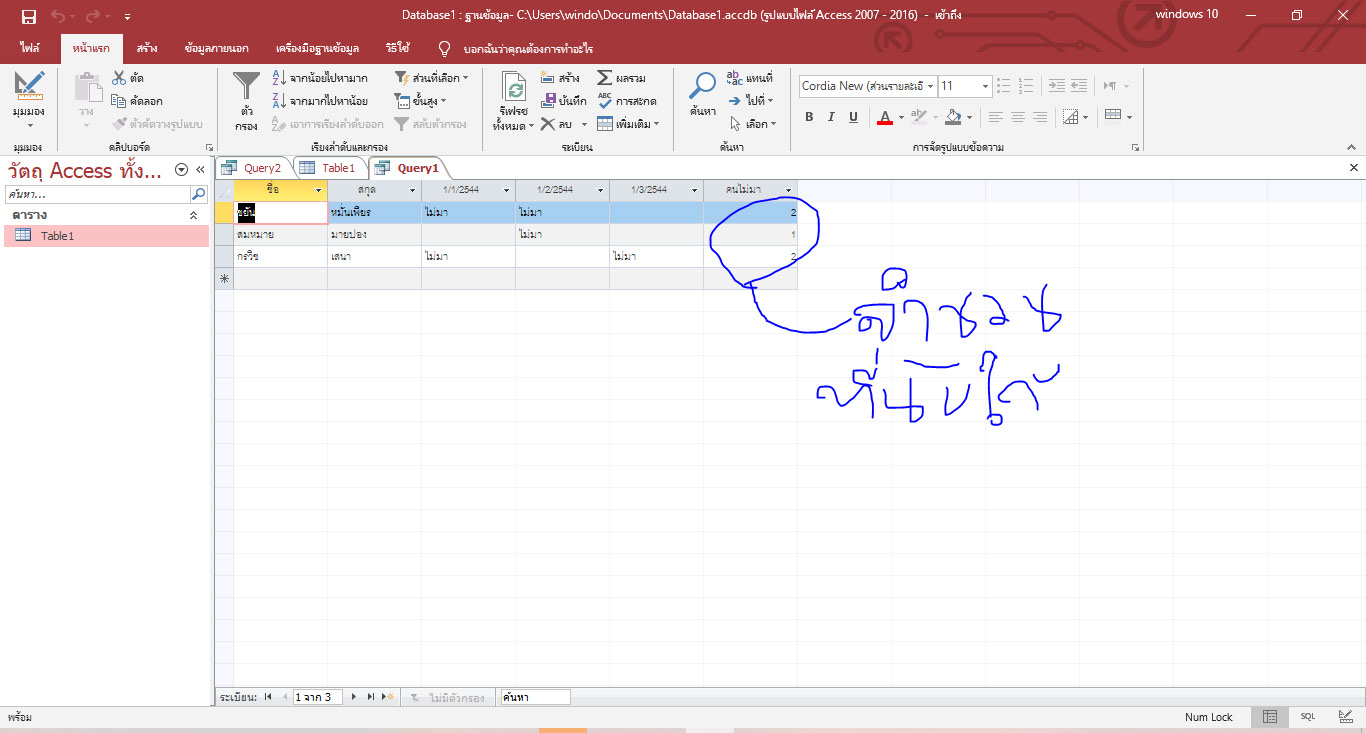 Database1 : ฐานข้อมูล- C:\Users\windo\Documents\Database1.accdb (รูปแบบไฟล์ Access 2007 - 2016) - เข้าถึง
windows 10
ไฟล์ หน้าแรก สร้าง ข้อมูลภายนอก เครื่องมือฐานข้อมูล วิธีใช้ บอกฉันว่าคุณต้องการทำอะไร
มุมมอง
มุมมอง
วาง
ตัด
คัดลอก
ตัวคัดวางรูปแบบ
คลิปบอร์ด
ตัวกรอง
จากน้อยไปหามาก
จากมากไปหาน้อย
เอาการเรียงลำดับออก
ส่วนที่เลือก
ขั้นสูง
สลับตัวกรอง
เรียงลำดับและกรอง
รีเฟรชทั้งหมด
สร้าง
บันทึก
ลบ
ผลรวม
การสะกด
เพิ่มเติม
ระเบียน
ค้นหา
แทนที่
ไปที่
เลือก
ค้นหา
Cordia New (ส่วนรายละเอี 11
B I U A
การจัดรูปแบบข้อความ
วัตถุ Access ทั้ง...
ค้นหา...
ตาราง
Table1
Query2 Table1 Query1
ชื่อ สกุล 1/1/2544 1/2/2544 1/3/2544 คนไม่มา
ขยัน หมั่นเพียร ไม่มา ไม่มา 2
สมหมาย มายปอง ไม่มา 1
กรวิช เสนา ไม่มา ไม่มา 2
ระเบียน: 1 จาก 3 ไม่มีตัวกรอง ค้นหา
พร้อม
Num Lock
SQL